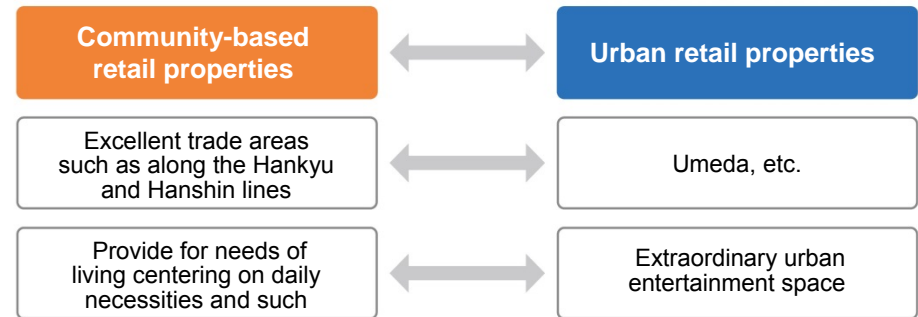 Community-based
retail properties
Urban retail properties
Excellent trade areas
such as along the Hankyu
and Hanshin lines
Umeda, etc.
Provide for needs of
living centering on daily
necessities and such
Extraordinary urban
entertainment space